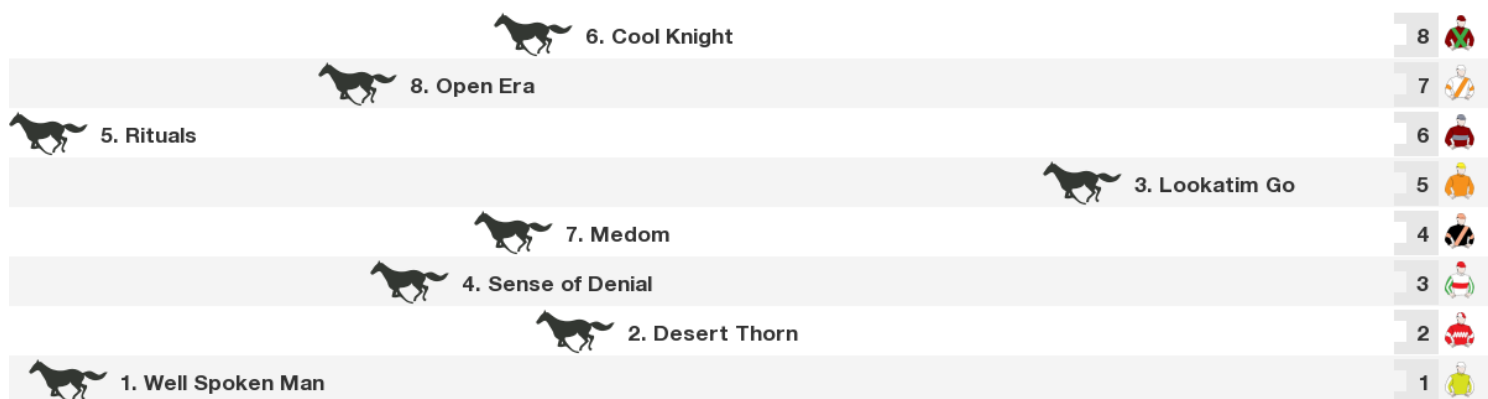 6. Cool Knight 8
8. Open Era 7
5. Rituals 6
3. Lookatim Go 5
7. Medom 4
4. Sense of Denial 3
2. Desert Thorn 2
1. Well Spoken Man 1